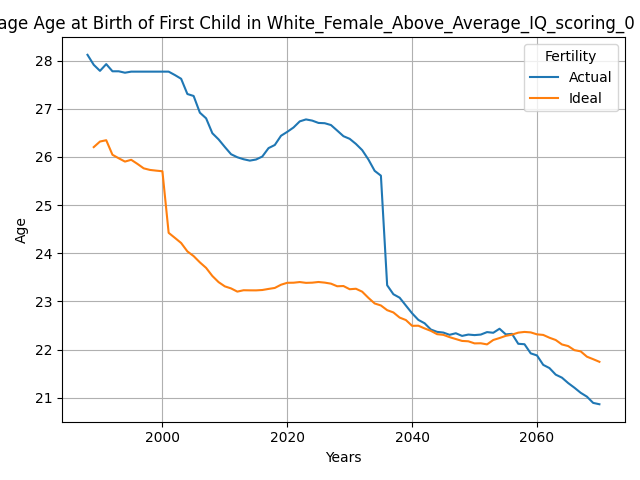 age Age at Birth of First Child in White_Female_Above_Average_IQ_scoring_0
Fertility
Actual
Ideal
28
27
26
25
24
23
22
21
Age
2000
2020
2040
2060
Years